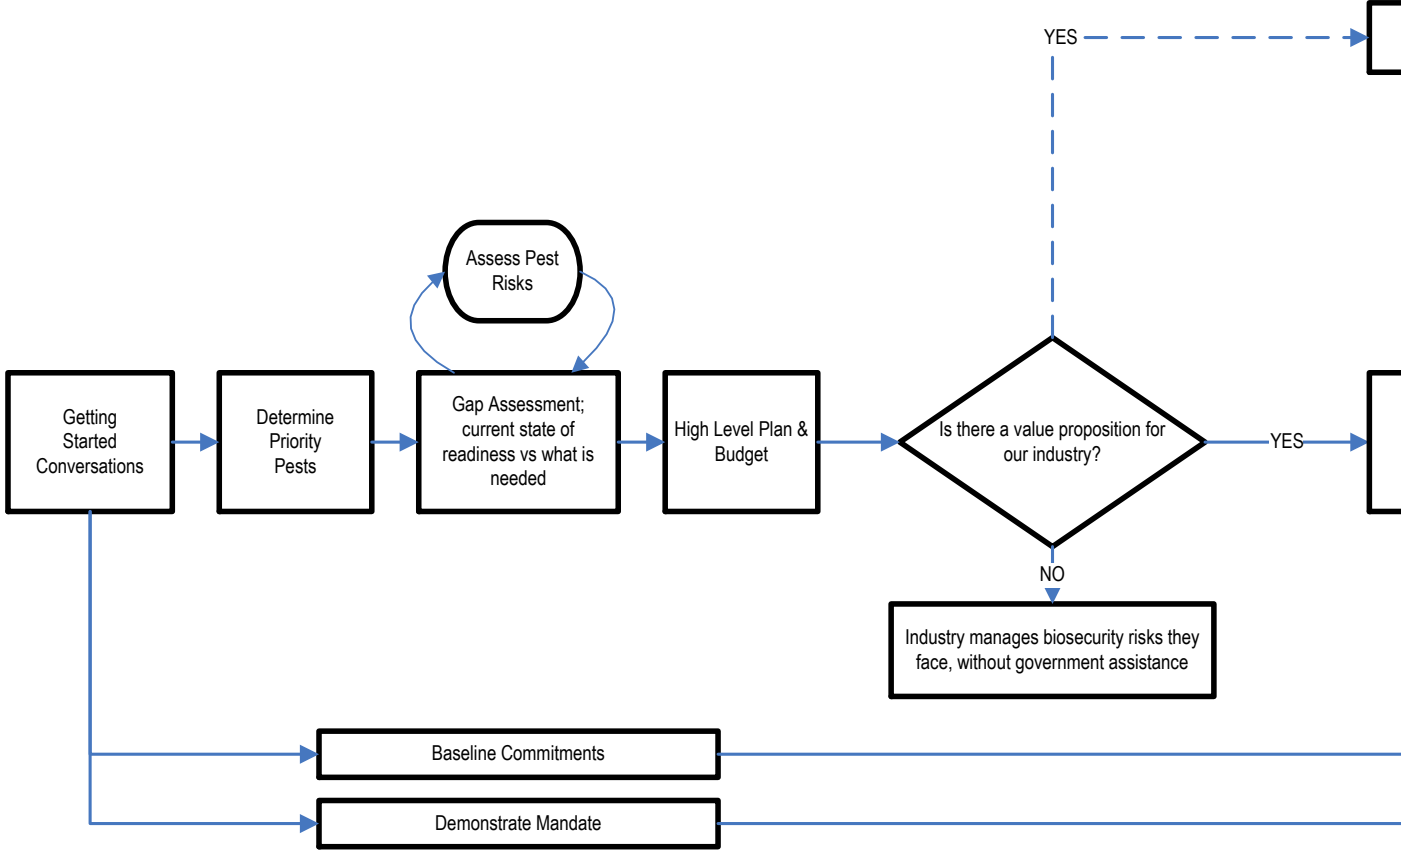 YES
Assess Pest
Risks
Getting
Started
Conversations
Determine
Priority
Pests
Gap Assessment;
current state of
readiness vs what is
needed
High Level Plan &
Budget
Is there a value proposition for
our industry?
YES
NO
Industry manages biosecurity risks they
face, without government assistance
Baseline Commitments
Demonstrate Mandate